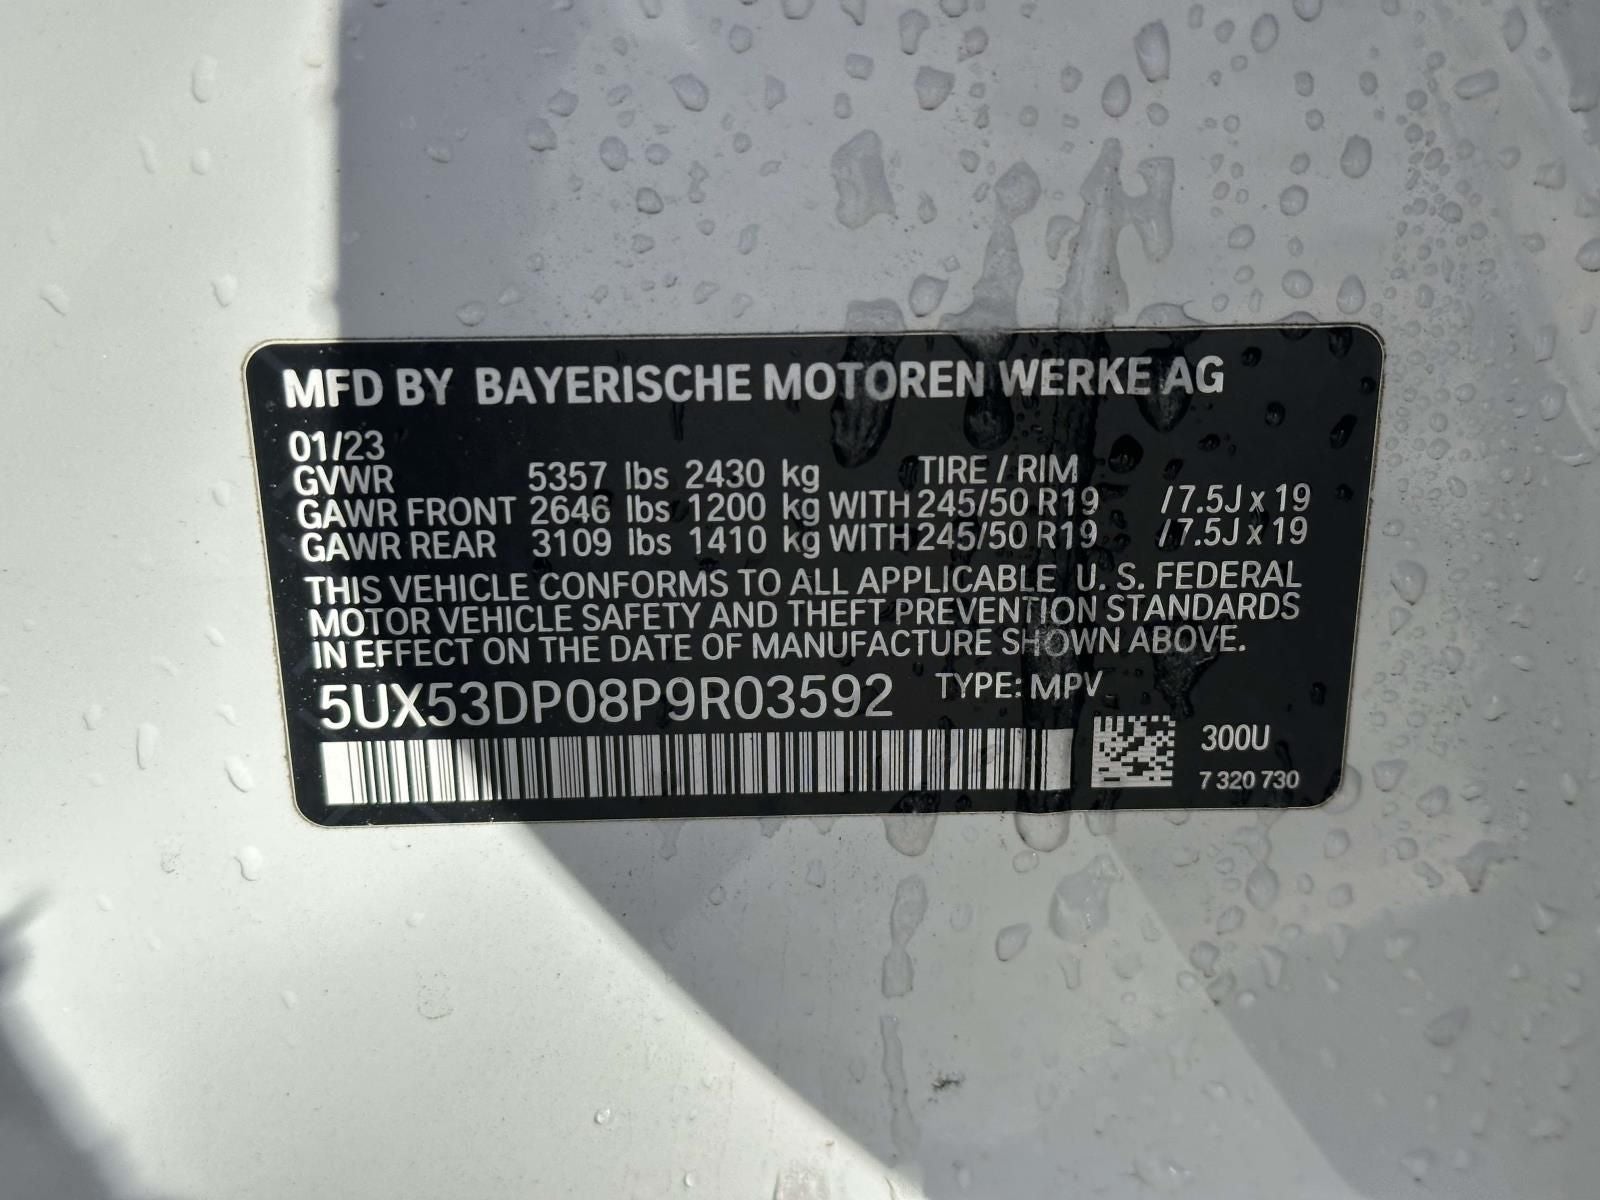 MFD BY BAYERISCHE MOTOREN WERKE AG
01/23
GVWR 5357 lbs 2430 kg TIRE / RIM
GAWR FRONT 2646 lbs 1200 kg WITH 245/50 R19 /7.5J x 19
GAWR REAR 3109 lbs 1410 kg WITH 245/50 R19 /7.5J x 19
THIS VEHICLE CONFORMS TO ALL APPLICABLE U. S. FEDERAL
MOTOR VEHICLE SAFETY AND THEFT PREVENTION STANDARDS
IN EFFECT ON THE DATE OF MANUFACTURE SHOWN ABOVE.
5UX53DP08P9R03592 TYPE: MPV
300U
7 320 730